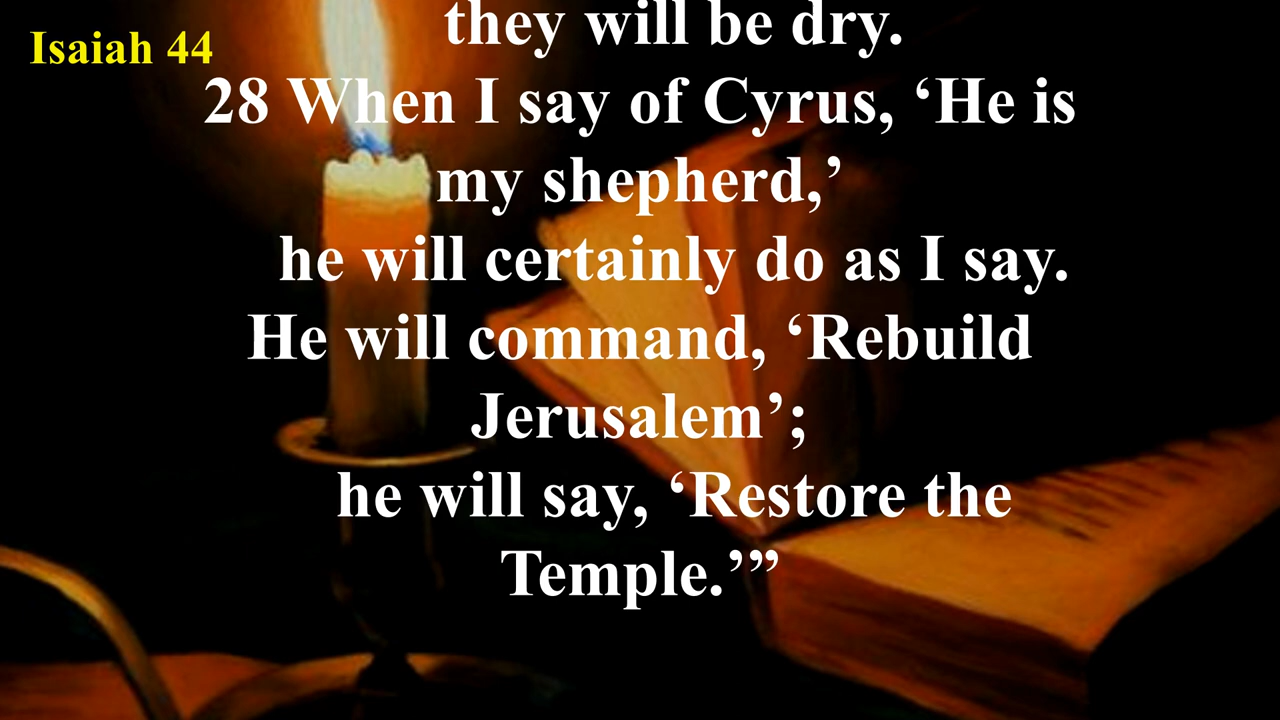 Isaiah 44
they will be dry.
28 When I say of Cyrus, ‘He is
my shepherd,’
he will certainly do as I say.
He will command, ‘Rebuild
Jerusalem’;
he will say, ‘Restore the
Temple.’”